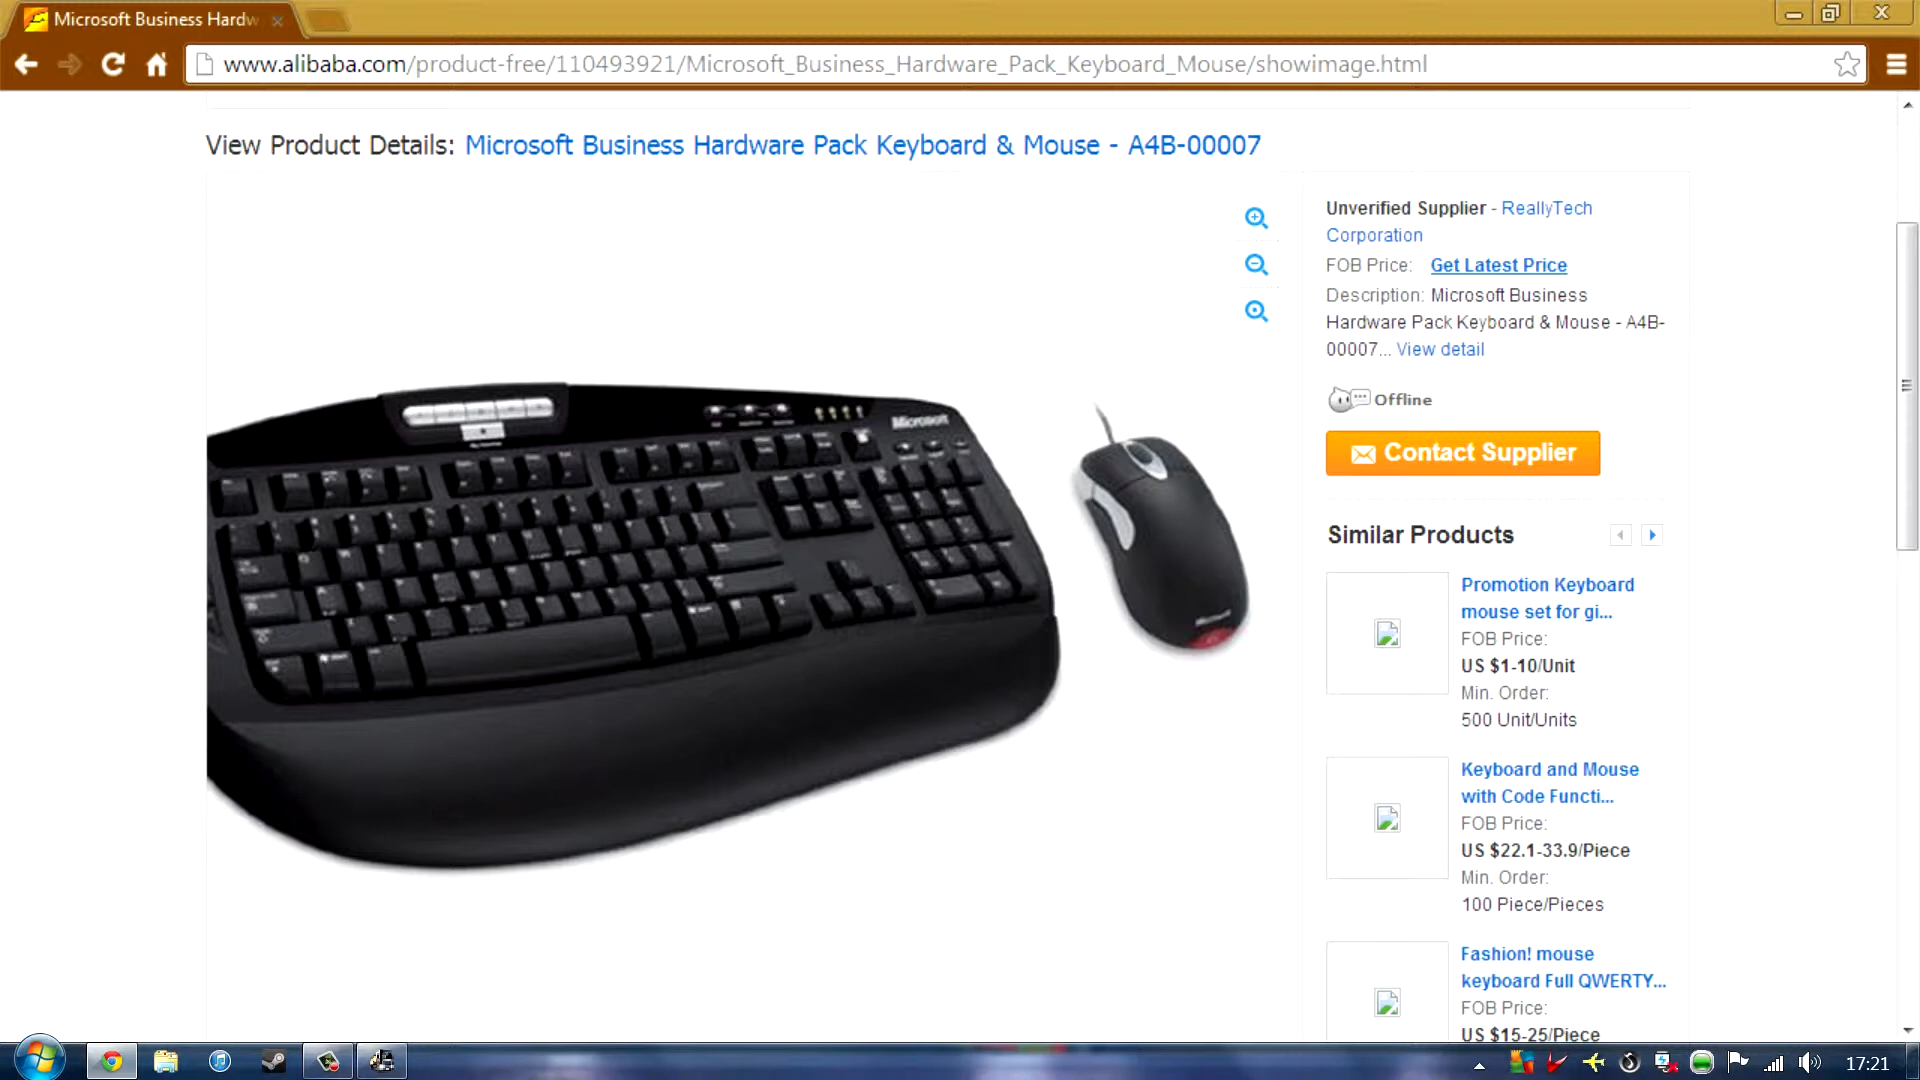 Microsoft Business Hardw
www.alibaba.com/product-free/110493921/Microsoft_Business_Hardware_Pack_Keyboard_Mouse/showimage.html
View Product Details: Microsoft Business Hardware Pack Keyboard & Mouse - A4B-00007
Microsoft
Unverified Supplier - ReallyTech
Corporation
FOB Price: Get Latest Price
Description: Microsoft Business
Hardware Pack Keyboard & Mouse - A4B-
00007... View detail
Offline
Contact Supplier
Similar Products
Promotion Keyboard
mouse set for gi...
FOB Price:
US $1-10/Unit
Min. Order:
500 Unit/Units
Keyboard and Mouse
with Code Functi...
FOB Price:
US $22.1-33.9/Piece
Min. Order:
100 Piece/Pieces
Fashion! mouse
keyboard Full QWERTY...
FOB Price:
US $15-25/Piece
17:21